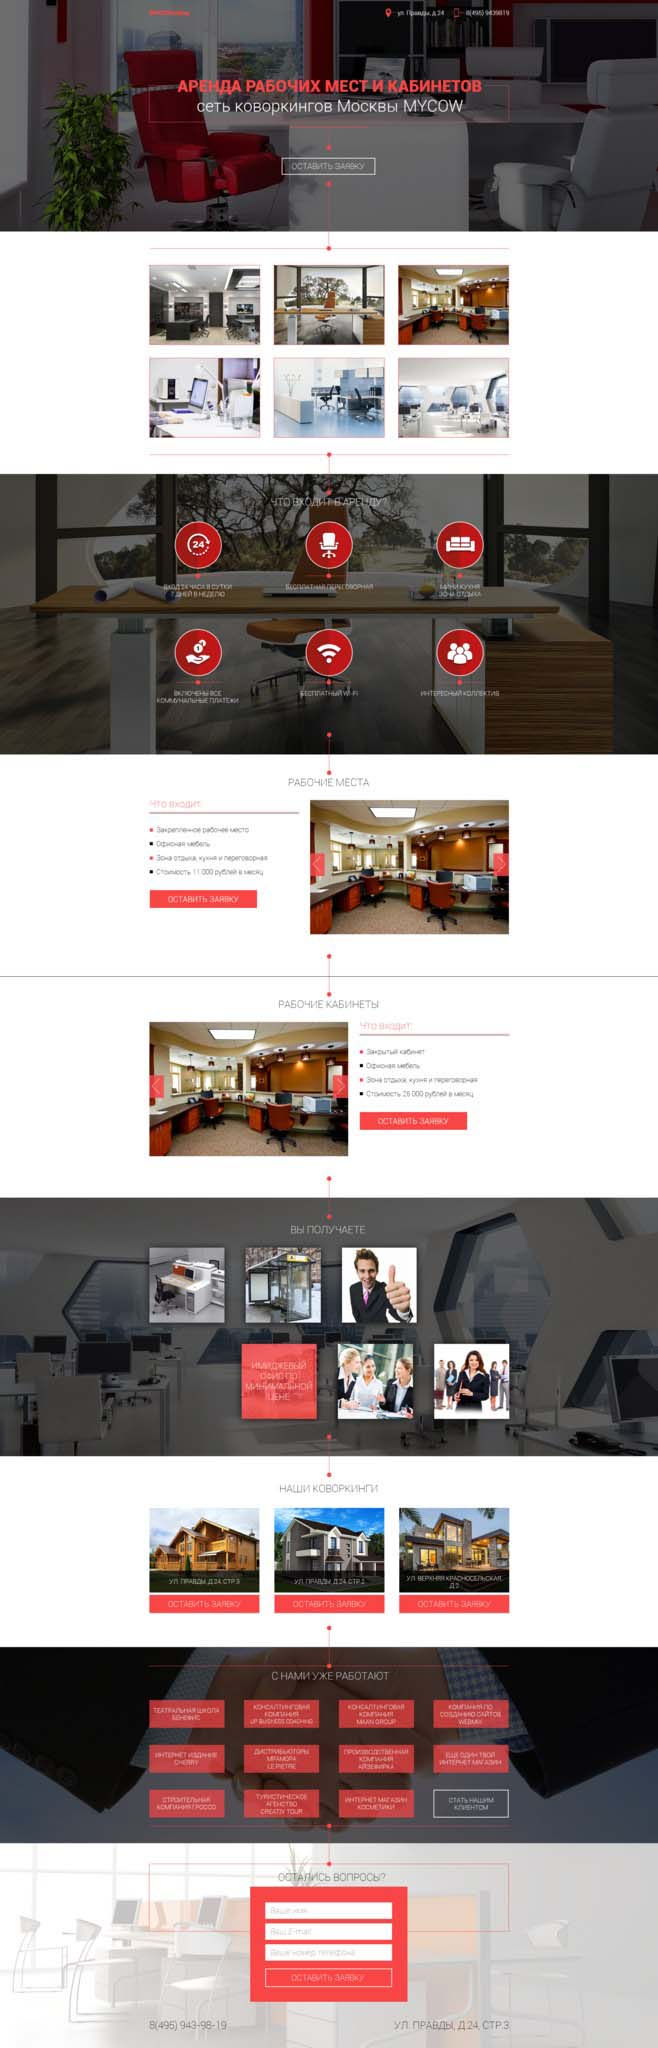 ул. Правды, д 24
8(495) 9439819
АРЕНДА РАБОЧИХ МЕСТ И КАБИНЕТОВ
сеть коворкингов Москвы MYCOW
ОСТАВИТЬ ЗАЯВКУ
ЧТО ВХОДИТ В АРЕНДУ?
24
ВХОД 24 ЧАСА В СУТКИ
7 ДНЕЙ В НЕДЕЛЮ
БЕСПЛАТНАЯ ПЕРЕГОВОРНАЯ
МИНИ КУХНЯ
ЗОНА ОТДЫХА
ВКЛЮЧЕНЫ ВСЕ
КОММУНАЛЬНЫЕ ПЛАТЕЖИ
БЕСПЛАТНЫЙ WI-FI
ИНТЕРЕСНЫЙ КОЛЛЕКТИВ
РАБОЧИЕ МЕСТА
Что входит:
Закрепленное рабочее место
Офисная мебель
Зона отдыха, кухня и переговорная
Стоимость 11 000 рублей в месяц
ОСТАВИТЬ ЗАЯВКУ
РАБОЧИЕ КАБИНЕТЫ
Что входит:
Закрытый кабинет
Офисная мебель
Зона отдыха, кухня и переговорная
Стоимость 26 000 рублей в месяц
ОСТАВИТЬ ЗАЯВКУ
ВЫ ПОЛУЧАЕТЕ
ИМИДЖЕВЫЙ
ОФИС ПО
МИНИМАЛЬНОЙ
ЦЕНЕ
НАШИ КОВОРКИНГИ
УЛ. ПРАВДЫ Д.24, СТР.3
УЛ. ПРАВДЫ Д.24, СТР.
УЛ. ВЕРХНЯЯ КРАСНОСЕЛЬСКАЯ,
Д.2
ОСТАВИТЬ ЗАЯВКУ
ОСТАВИТЬ ЗАЯВКУ
ОСТАВИТЬ ЗАЯВКУ
С НАМИ УЖЕ РАБОТАЮТ
ТЕАТРАЛЬНАЯ ШКОЛА
БЕНЕФИС
КОНСАЛТИНГОВАЯ
КОМПАНИЯ
UP BUSINESS COACHING
КОНСАЛТИНГОВАЯ
КОМПАНИЯ
MAAN GROUP
КОМПАНИЯ ПО
СОЗДАНИЮ САЙТОВ
WEBMIX
ИНТЕРНЕТ ИЗДАНИЕ
CHERRY
ДИСТРИБЬЮТОРЫ
МРАМОРА
LE PIETRE
ПРОИЗВОДСТВЕННАЯ
КОМПАНИЯ
АЙЗЕФИРКА
ЕЩЕ ОДИН ТВОЙ
ИНТЕРНЕТ МАГАЗИН
СТРОИТЕЛЬНАЯ
КОМПАНИЯ ГРОССО
ТУРИСТИЧЕСКОЕ
АГЕНСТВО
CREATIV TOUR
ИНТЕРНЕТ МАГАЗИН
КОСМЕТИКИ
СТАТЬ НАШИМ
КЛИЕНТОМ
ОСТАЛИСЬ ВОПРОСЫ?
Ваше имя
Ваш E-mail
Ваше номер телефона
ОСТАВИТЬ ЗАЯВКУ
8(495) 943-98-19
УЛ. ПРАВДЫ, Д.24, СТР.3